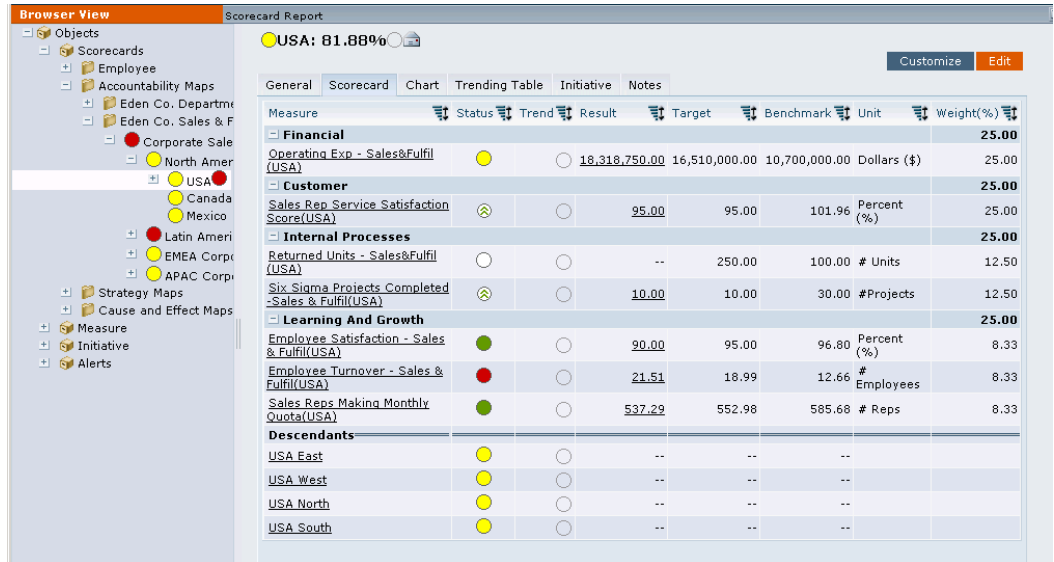 Browser View
Scorecard Report
Objects
Scorecards
Employee
Accountability Maps
Eden Co. Departme
Eden Co. Sales & F
Corporate Sale
North Amer
USA
Canada
Mexico
Latin Ameri
EMEA Corp
APAC Corp
Strategy Maps
Cause and Effect Maps
Measure
Initiative
Alerts
USA: 81.88%
Customize Edit
General Scorecard Chart Trending Table Initiative Notes
Measure Status Trend Result Target Benchmark Unit Weight(%)
Financial 25.00
Operating Exp - Sales&Fulfil
(USA) 18,318,750.00 16,510,000.00 10,700,000.00 Dollars ($) 25.00
Customer 25.00
Sales Rep Service Satisfaction
Score(USA) 95.00 95.00 101.96 Percent (%) 25.00
Internal Processes 25.00
Returned Units - Sales&Fulfil
(USA) -- 250.00 100.00 # Units 12.50
Six Sigma Projects Completed
-Sales & Fulfil(USA) 10.00 10.00 30.00 #Projects 12.50
Learning And Growth 25.00
Employee Satisfaction - Sales
& Fulfil(USA) 90.00 95.00 96.80 Percent (%) 8.33
Employee Turnover - Sales &
Fulfil(USA) 21.51 18.99 12.66 # Employees 8.33
Sales Reps Making Monthly
Quota(USA) 537.29 552.98 585.68 # Reps 8.33
Descendants
USA East -- -- --
USA West -- -- --
USA North -- -- --
USA South -- -- --